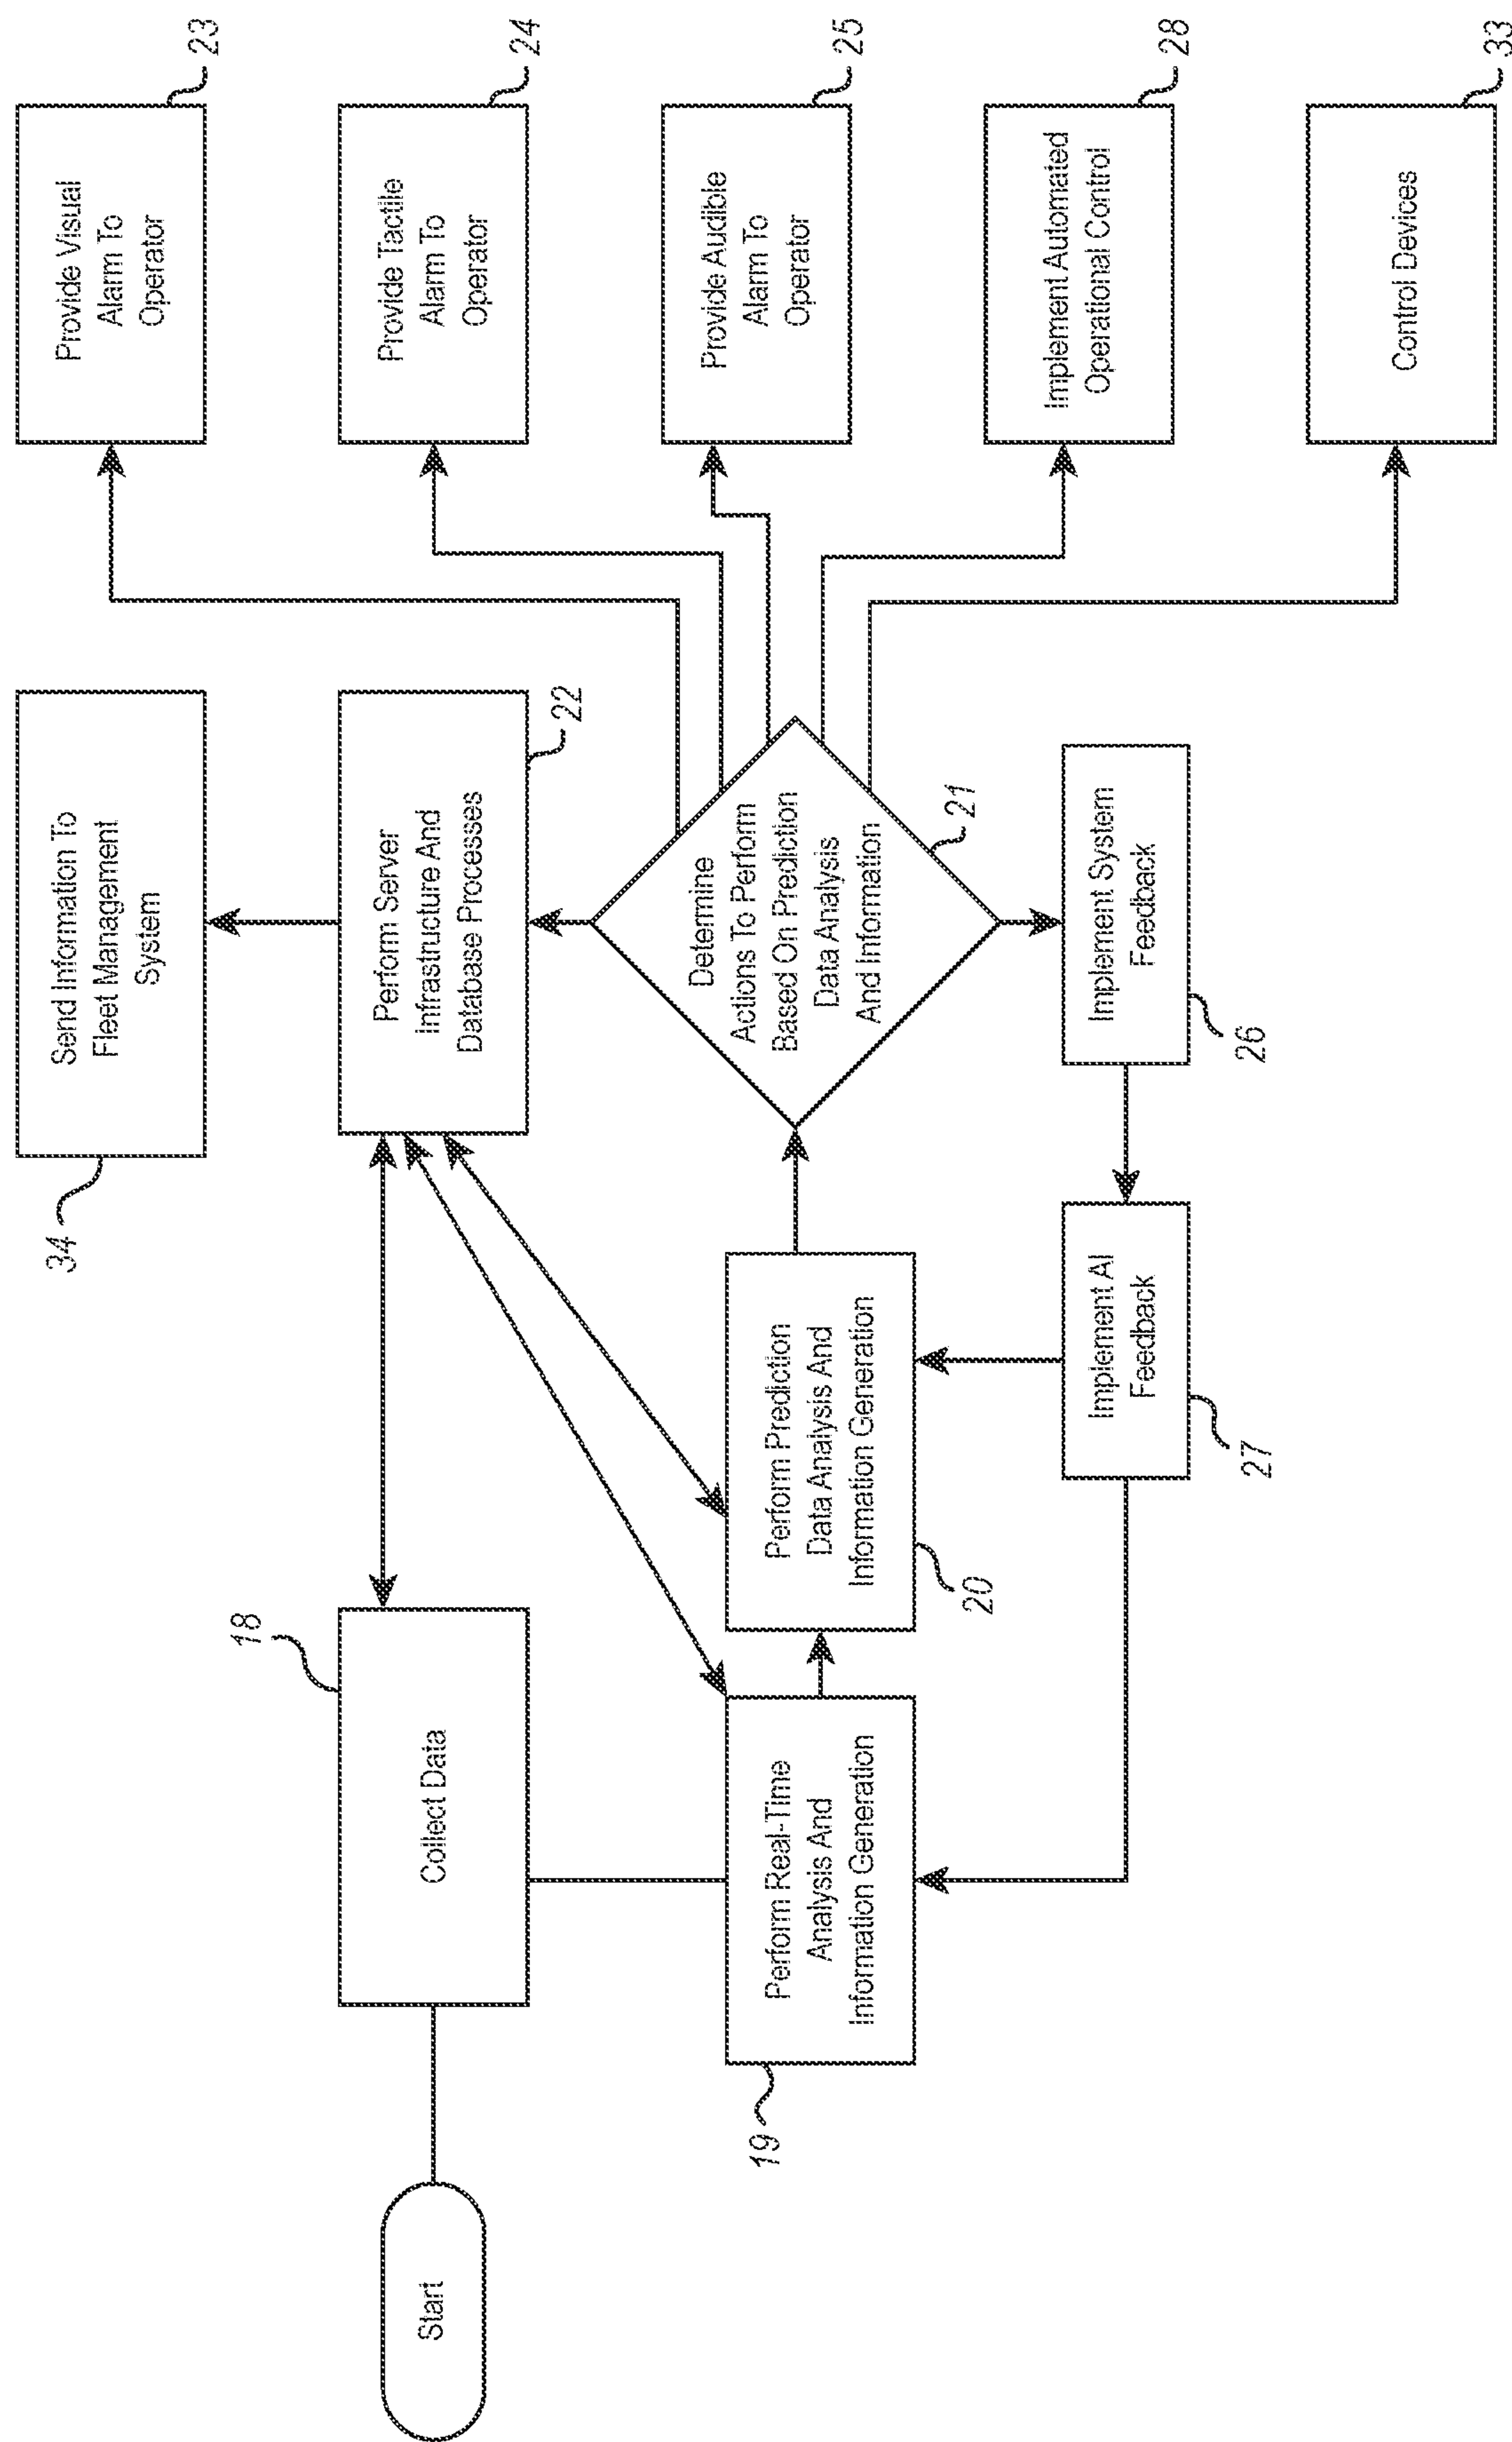 Start
18
Collect Data
19
Perform Real-Time
Analysis And
Information Generation
20
Perform Prediction
Data Analysis And
Information Generation
27
Implement AI
Feedback
26
Implement System
Feedback
21
Determine
Actions To Perform
Based On Prediction
Data Analysis
And Information
22
Perform Server
Infrastructure And
Database Processes
34
Send Information To
Fleet Management
System
23
Provide Visual
Alarm To
Operator
24
Provide Tactile
Alarm To
Operator
25
Provide Audible
Alarm To
Operator
28
Implement Automated
Operational Control
33
Control Devices